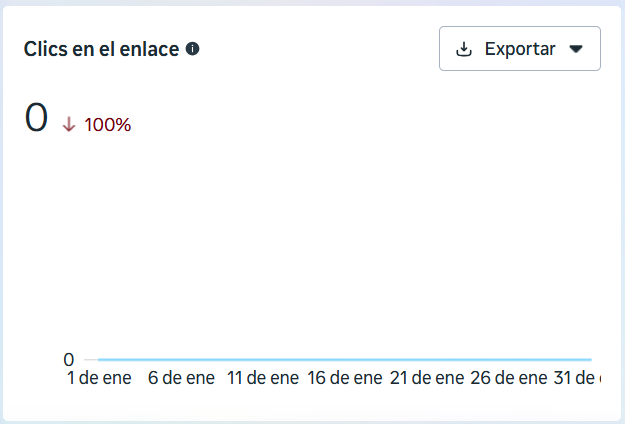 Clics en el enlace
Exportar
0 ↓ 100%
0
1 de ene 6 de ene 11 de ene 16 de ene 21 de ene 26 de ene 31 de